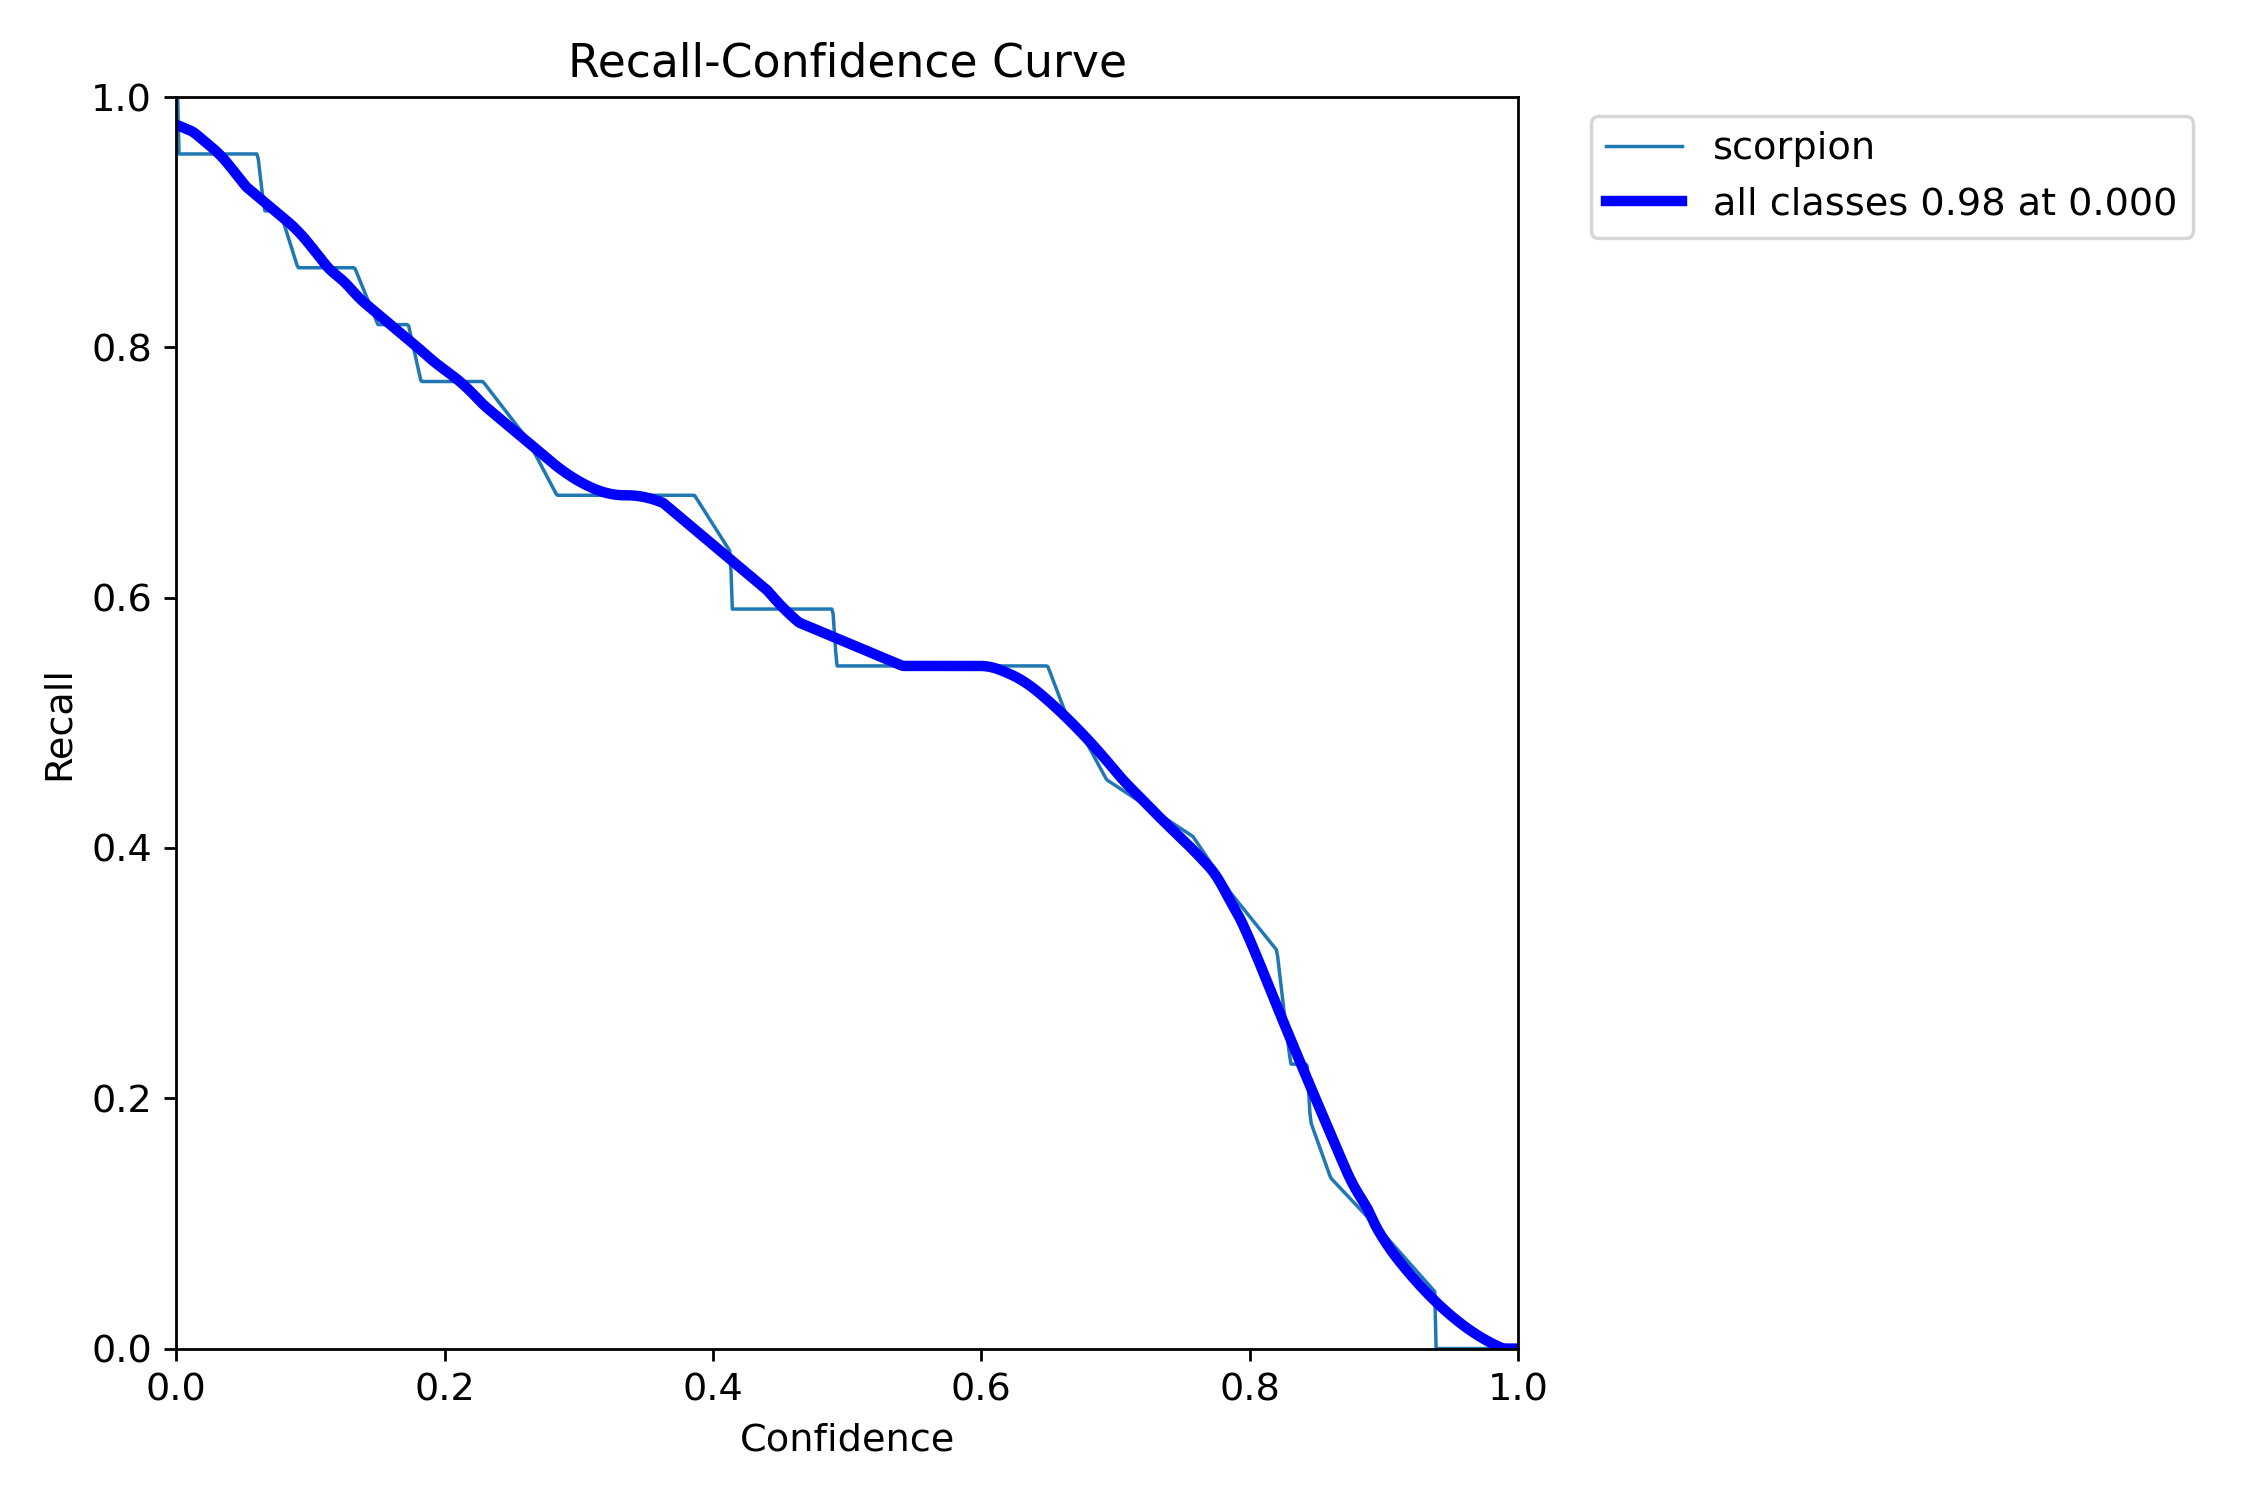 Recall-Confidence Curve
1.0
0.8
0.6
0.4
0.2
0.0
Recall
0.0 0.2 0.4 0.6 0.8 1.0
Confidence
scorpion
all classes 0.98 at 0.000